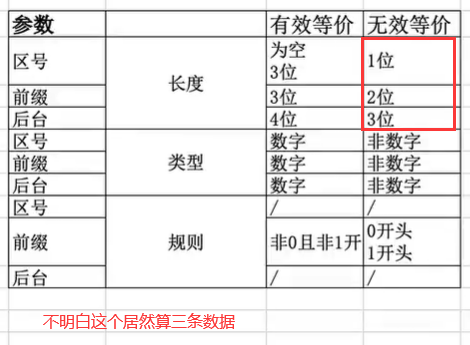 参数 有效等价 无效等价
区号 长度 为空 1位
3位
前缀 3位 2位
后台 4位 3位
区号 类型 数字 非数字
前缀 数字 非数字
后台 数字 非数字
区号 规则 / /
前缀 非0且非1开 0开头
1开头
后台 / /
不明白这个居然算三条数据